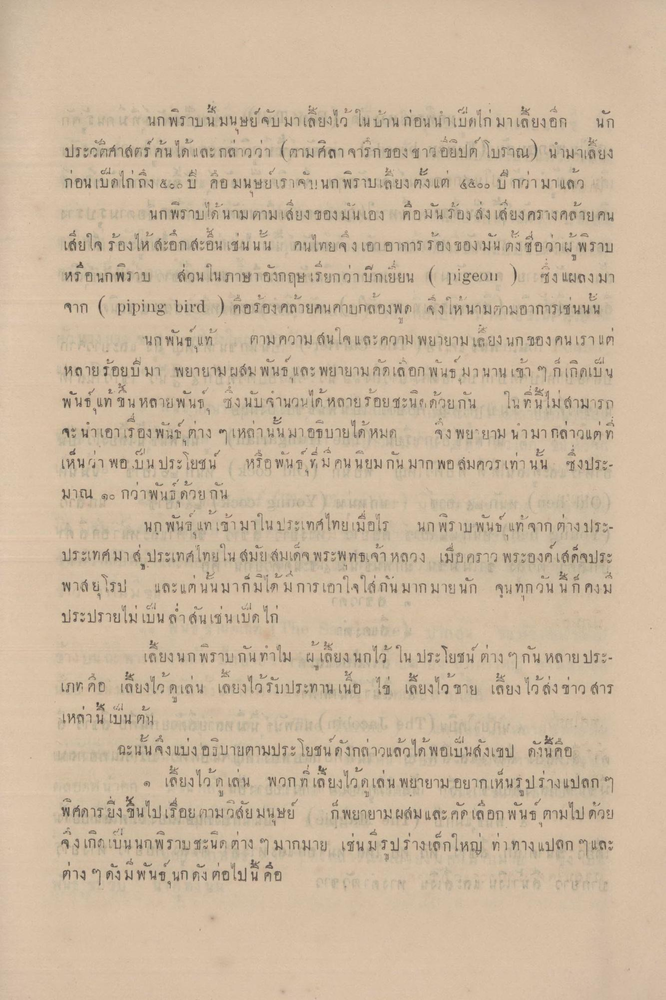 นกพิราบนี้มนุษย์จับมาเลี้ยงไว้ ในบ้านก่อนนำเป็ดไก่มาเลี้ยงอีก นัก
ประวัติศาสตร์ค้นได้และกล่าวว่า (ตามศิลาจารึกของชาวอียิปต์โบราณ) นำมาเลี้ยง
ก่อนเป็ดไก่ถึง ๕๐๐ ปี คือมนุษย์เราจับนกพิราบเลี้ยงตั้งแต่ ๔๕๐๐ ปี กว่ามาแล้ว
นกพิราบได้นามตามเสียงของมันเอง คือมันร้องส่งเสียงครางคล้ายคน
เสียใจ ร้องไห้สะอึกสะอื้นเช่นนั้น คนไทยจึงเอาอาการร้องของมันตั้งชื่อว่าผู้พิราบ
หรือนกพิราบ ส่วนในภาษาอังกฤษเรียกว่าบีกเยี่ยน ( pigeon ) ซึ่งแผลงมา
จาก ( piping bird ) คือร้องคล้ายคนคาบกล้องพูด จึงให้นามตามอาการเช่นนั้น
นกพันธุ์แท้ ตามความสนใจและความพยายามเลี้ยงนกของคนเราแต่
หลายร้อยปีมา พยายามผสมพันธุ์และพยายามคัดเลือกพันธุ์มานานเข้า ๆ ก็เกิดเป็น
พันธุ์แท้ขึ้นหลายพันธุ์ ซึ่งนับจำนวนได้หลายร้อยชะนิดด้วยกัน ในที่นี้ไม่สามารถ
จะนำเอาเรื่องพันธุ์ต่าง ๆ เหล่านั้นมาอธิบายได้หมด จึงพยายามนำมากล่าวแต่ที่
เห็นว่าพอเป็นประโยชน์ หรือพันธุ์ที่มีคนนิยมกันมากพอสมควรเท่านั้น ซึ่งประ-
มาณ ๑๐ กว่าพันธุ์ด้วยกัน
นกพันธุ์แท้เข้ามาในประเทศไทยเมื่อไร นกพิราบพันธุ์แท้จากต่างประ-
ประเทศมาสู่ประเทศไทยในสมัยสมเด็จพระพุทธเจ้าหลวง เมื่อคราวพระองค์เสด็จประ
พาสยุโรป และแต่นั้นมาก็มิได้มีการเอาใจใส่กันมากมายนัก จนทุกวันนี้ก็คงมี
ประปรายไม่เป็นล่ำสันเช่นเป็ดไก่
เลี้ยงนกพิราบกันทำไม ผู้เลี้ยงนกไว้ ในประโยชน์ต่าง ๆ กันหลายประ-
เภทคือ เลี้ยงไว้ดูเล่น เลี้ยงไว้รับประทานเนื้อ ไข่ เลี้ยงไว้ขาย เลี้ยงไว้ส่งข่าวสาร
เหล่านี้เป็นต้น
ฉะนั้นจึงแบ่งอธิบายตามประโยชน์ดังกล่าวแล้วได้พอเป็นสังเขป ดังนี้คือ
๑ เลี้ยงไว้ดูเล่น พวกที่เลี้ยงไว้ดูเล่นพยายามอยากเห็นรูปร่างแปลก ๆ
พิศดารยิ่งขึ้นไปเรื่อยตามวิสัยมนุษย์ ก็พยายามผสมและคัดเลือกพันธุ์ตามไปด้วย
จึงเกิดเป็นนกพิราบชะนิดต่าง ๆ มากมาย เช่นมีรูปร่างเล็กใหญ่ ท่าทางแปลก ๆ และ
ต่าง ๆ ดังมีพันธุ์นกดังต่อไปนี้ คือ